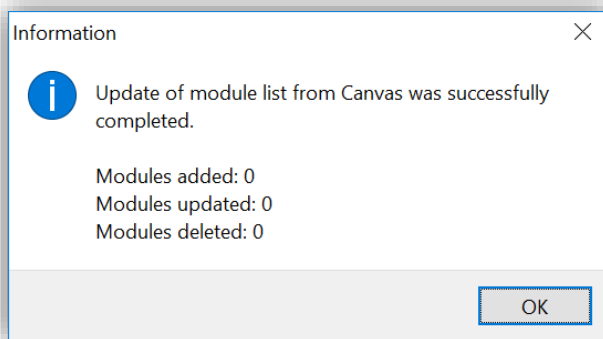 Information
Update of module list from Canvas was successfully
completed.
Modules added: 0
Modules updated: 0
Modules deleted: 0
OK